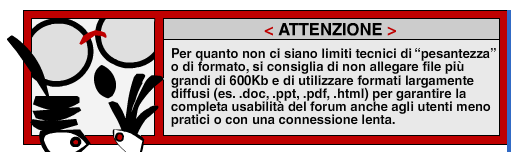 < ATTENZIONE >
Per quanto non ci siano limiti tecnici di “pesantezza”
o di formato, si consiglia di non allegare file più
grandi di 600Kb e di utilizzare formati largamente
diffusi (es. .doc, .ppt, .pdf, .html) per garantire la
completa usabilità del forum anche agli utenti meno
pratici o con una connessione lenta.